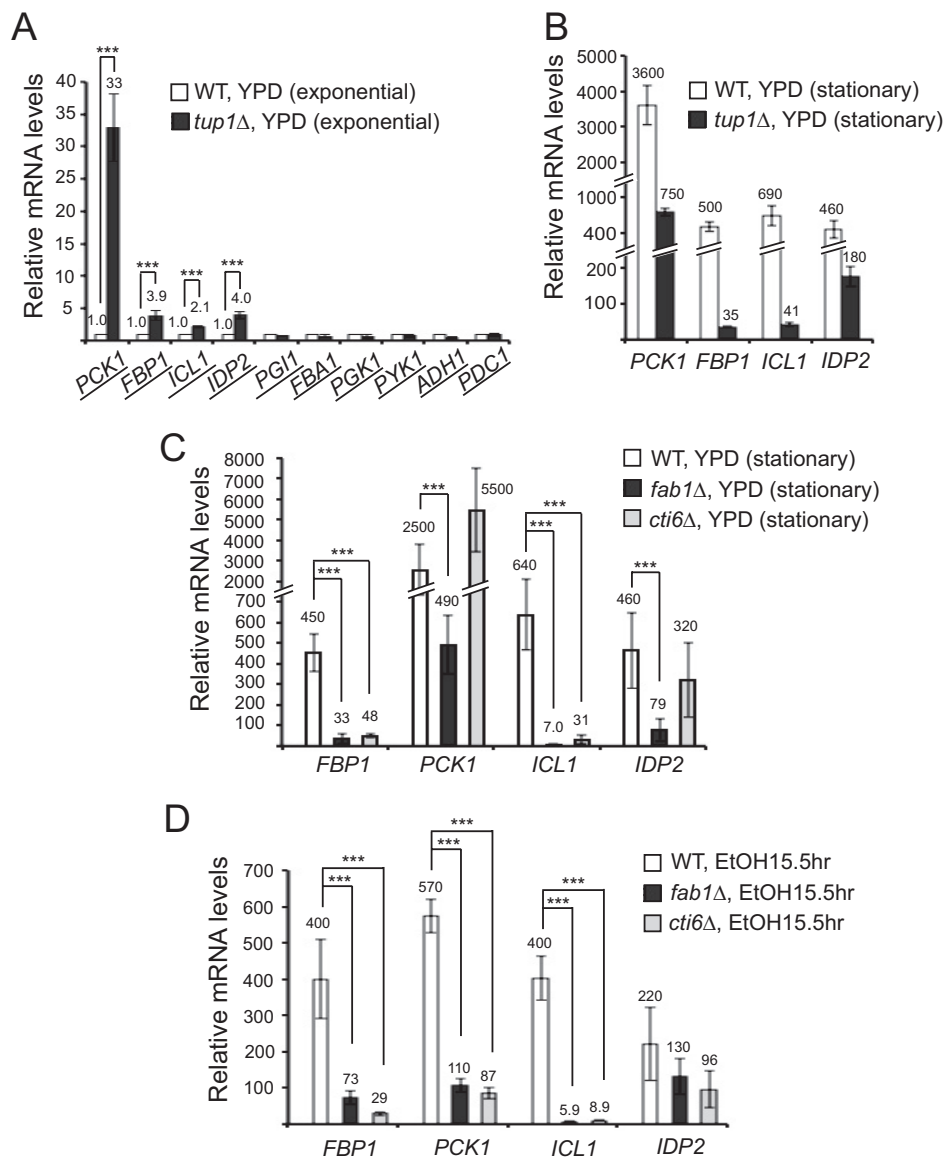 A
Relative mRNA levels
40
35
30
25
20
15
10
5
WT, YPD (exponential)
tup1Δ, YPD (exponential)
***
33
***
***
***
1.0
1.0
3.9
1.0
2.1
1.0
4.0
PCK1
FBP1
ICL1
IDP2
PGI1
FBA1
PGK1
PYK1
ADH1
PDC1
B
Relative mRNA levels
5000
4000
3000
1000
400
200
100
WT, YPD (stationary)
tup1Δ, YPD (stationary)
3600
750
500
35
690
41
460
180
PCK1 FBP1 ICL1 IDP2
C
Relative mRNA levels
8000
7000
6000
5000
4000
3000
2000
700
600
500
400
300
200
100
WT, YPD (stationary)
fab1Δ, YPD (stationary)
cti6Δ, YPD (stationary)
***
***
450
33
48
***
2500
490
5500
***
***
640
7.0
31
***
460
79
320
FBP1 PCK1 ICL1 IDP2
D
Relative mRNA levels
700
600
500
400
300
200
100
WT, EtOH15.5hr
fab1Δ, EtOH15.5hr
cti6Δ, EtOH15.5hr
***
***
400
73
29
***
***
570
110
87
***
***
400
5.9
8.9
220
130
96
FBP1 PCK1 ICL1 IDP2